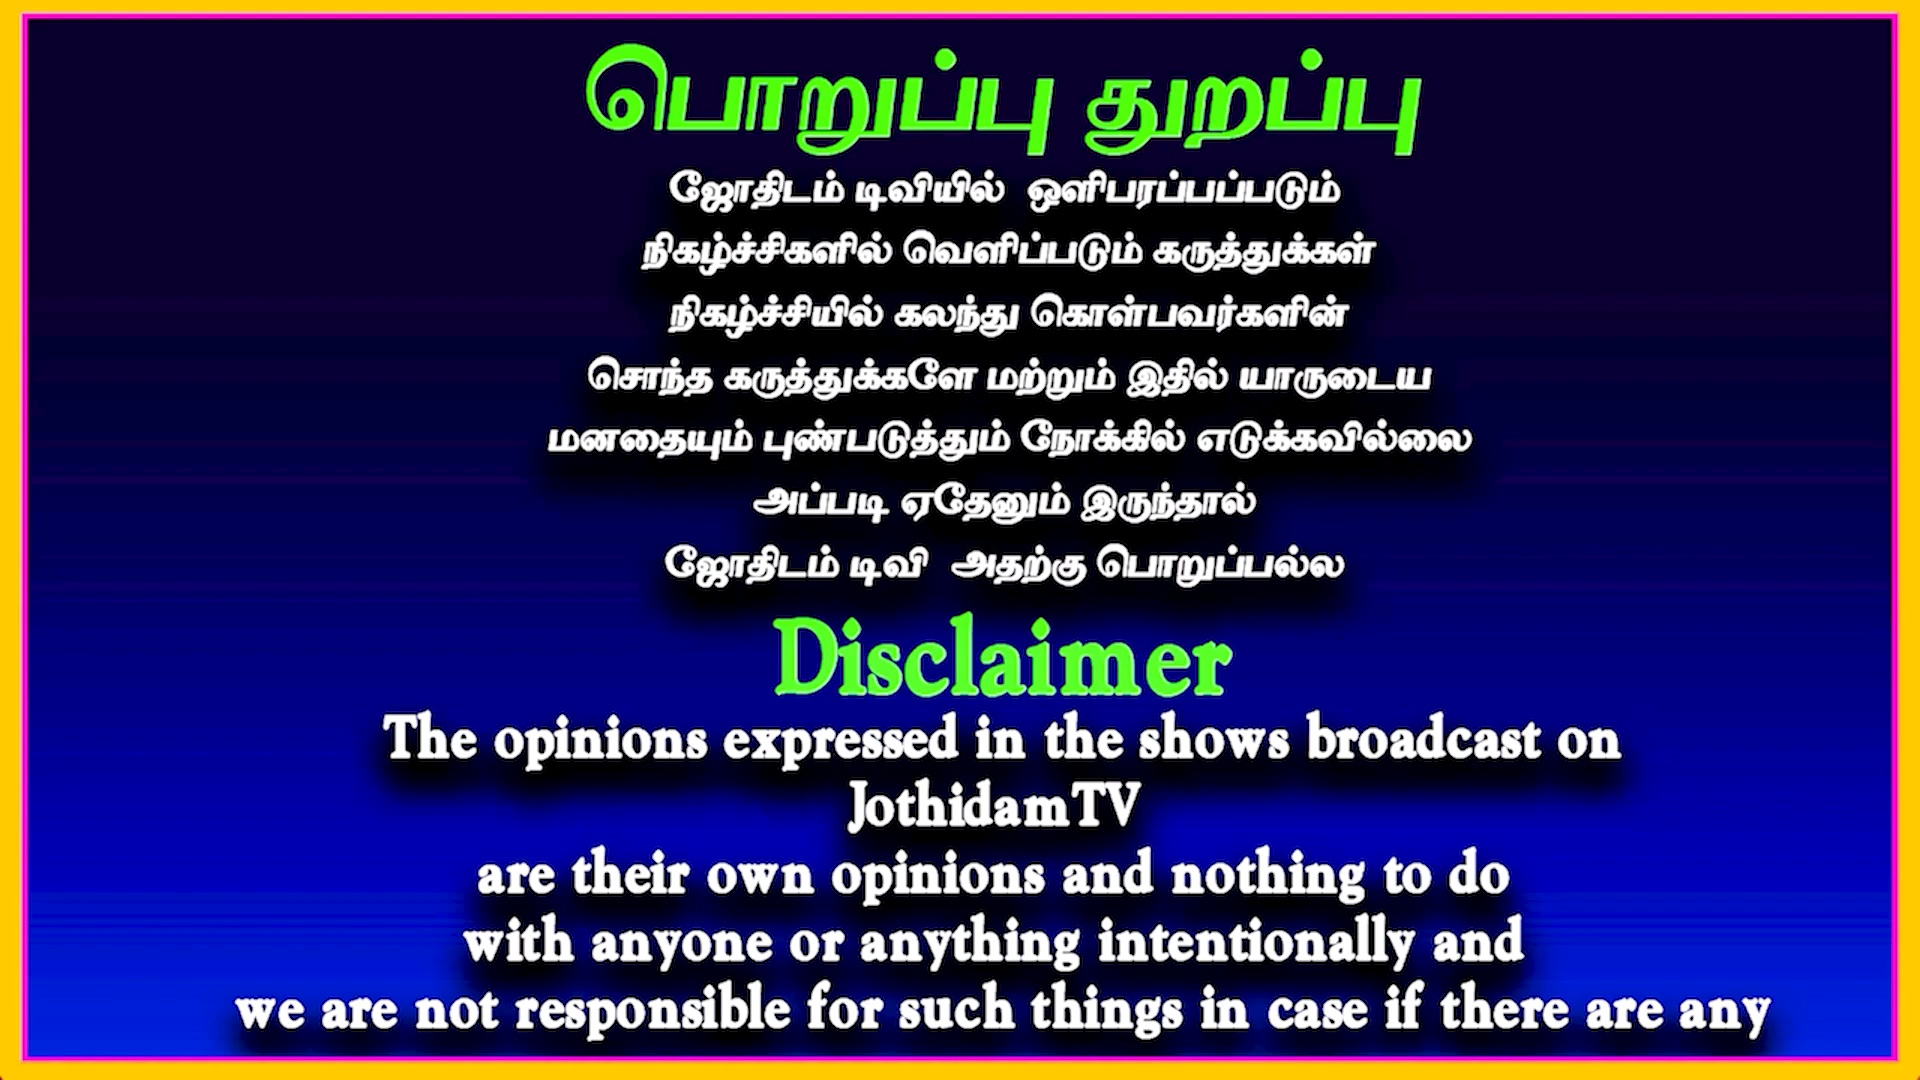 பொறுப்பு துறப்பு
ஜோதிடம் டிவியில் ஒளிபரப்பப்படும்
நிகழ்ச்சிகளில் வெளிப்படும் கருத்துக்கள்
நிகழ்ச்சியில் கலந்து கொள்பவர்களின்
சொந்த கருத்துக்களே மற்றும் இதில் யாருடைய
மனதையும் புண்படுத்தும் நோக்கில் எடுக்கவில்லை
அப்படி ஏதேனும் இருந்தால்
ஜோதிடம் டிவி அதற்கு பொறுப்பல்ல
Disclaimer
The opinions expressed in the shows broadcast on
JothidamTV
are their own opinions and nothing to do
with anyone or anything intentionally and
we are not responsible for such things in case if there are any